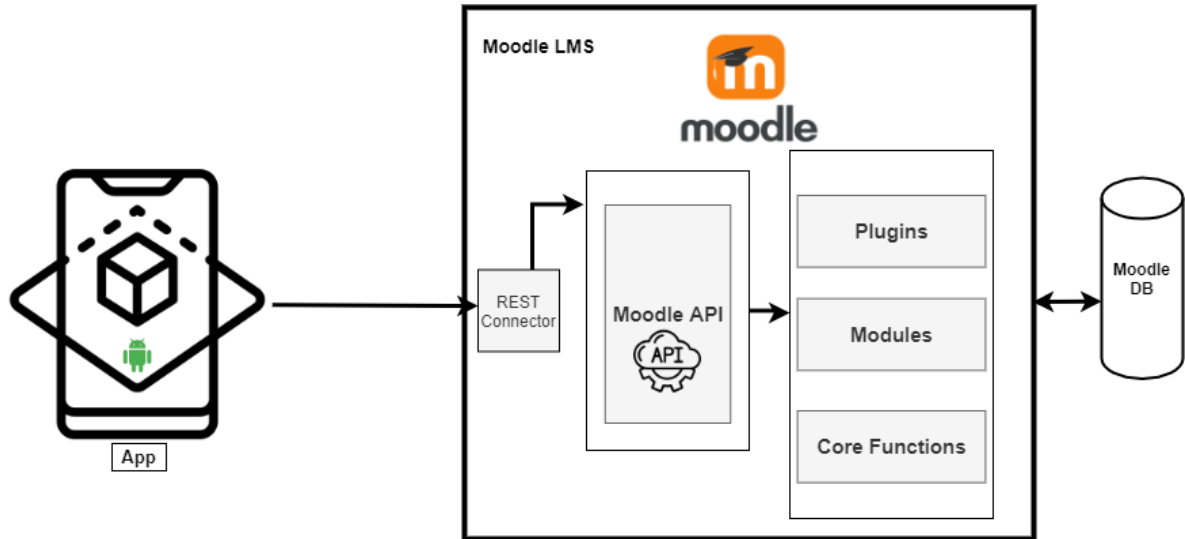 Moodle LMS
m
moodle
Plugins
Moodle
DB
REST
Connector
Moodle API
API
Modules
Core Functions
App